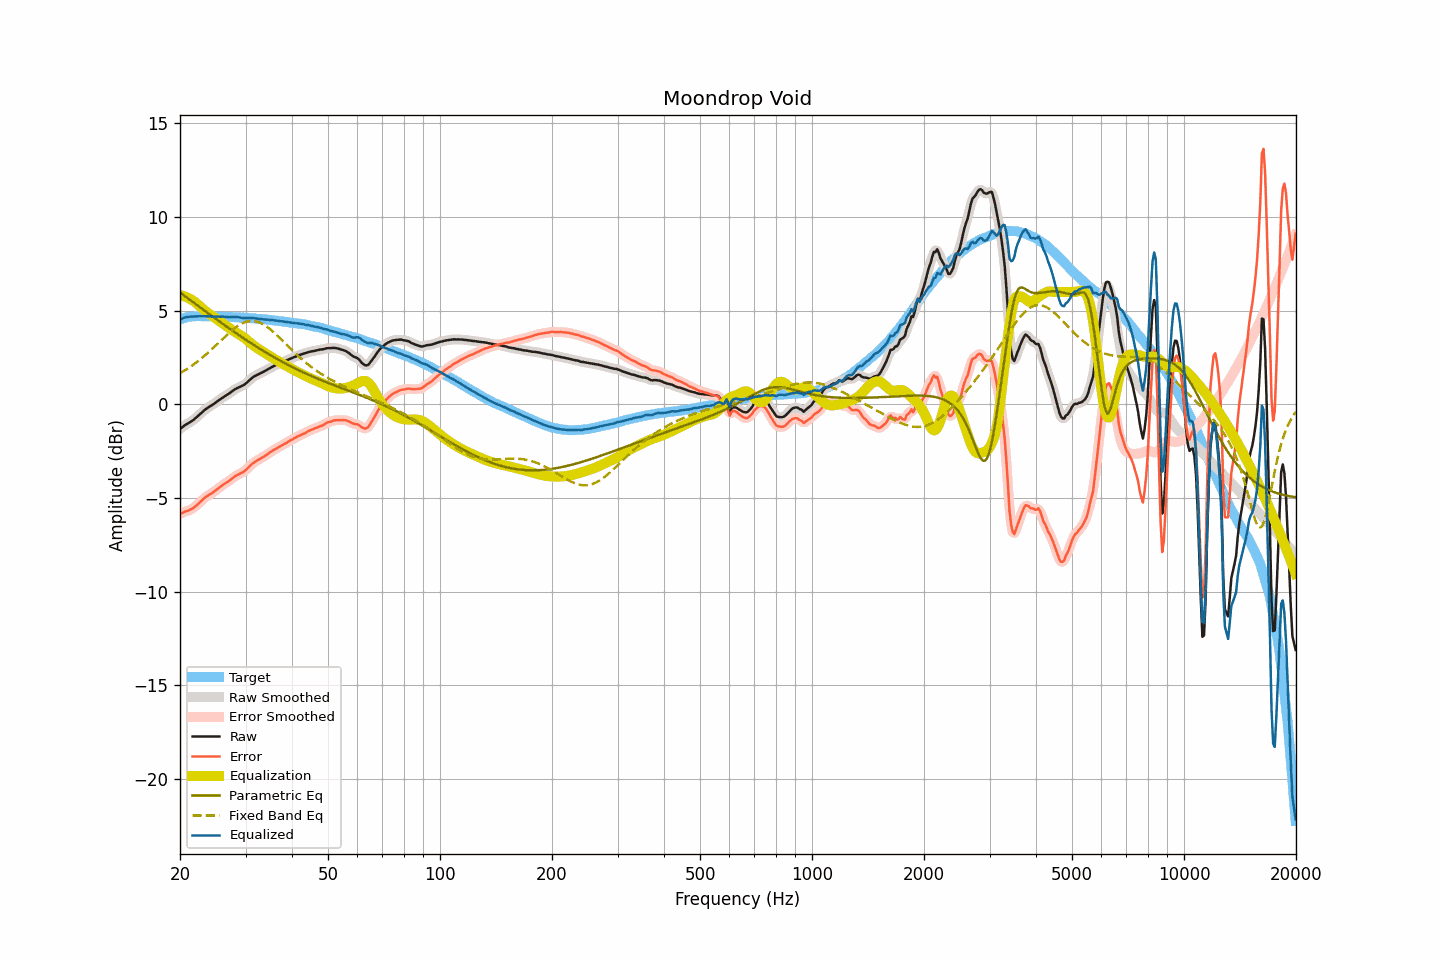 Moondrop Void
15
10
5
0
−5
−10
−15
−20
Amplitude (dBr)
Target
Raw Smoothed
Error Smoothed
Raw
Error
Equalization
Parametric Eq
Fixed Band Eq
Equalized
20 50 100 200 500 1000 2000 5000 10000 20000
Frequency (Hz)